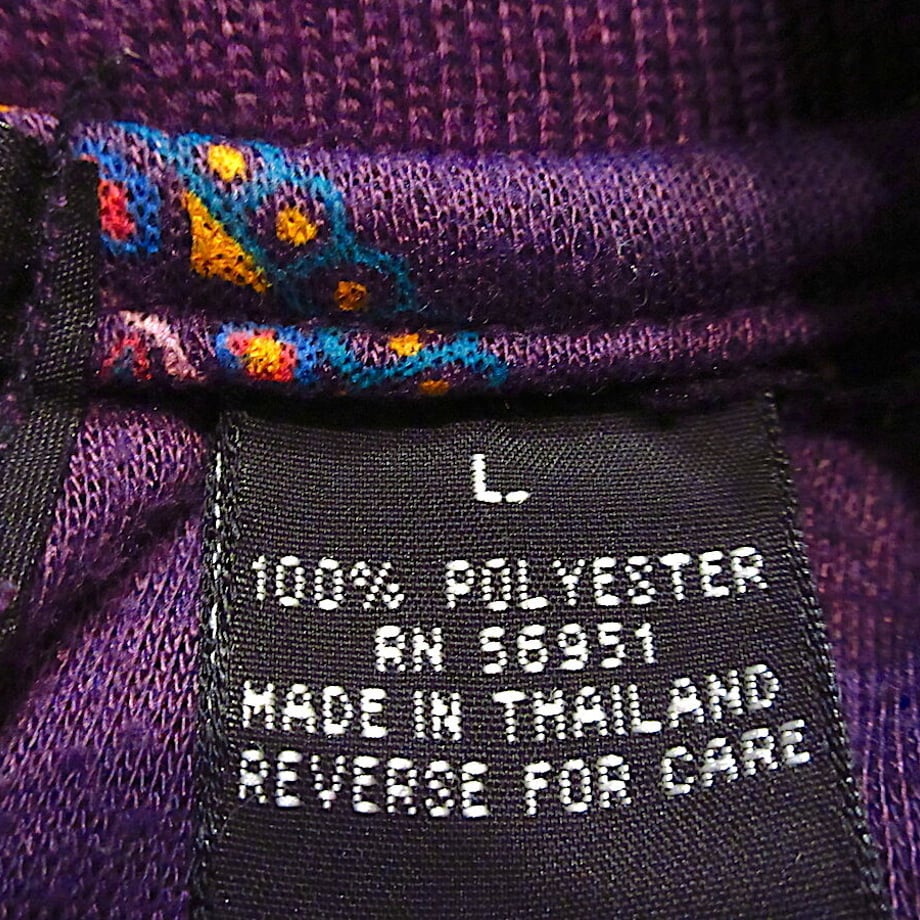 L
100% POLYESTER
RN 56951
MADE IN THAILAND
REVERSE FOR CARE